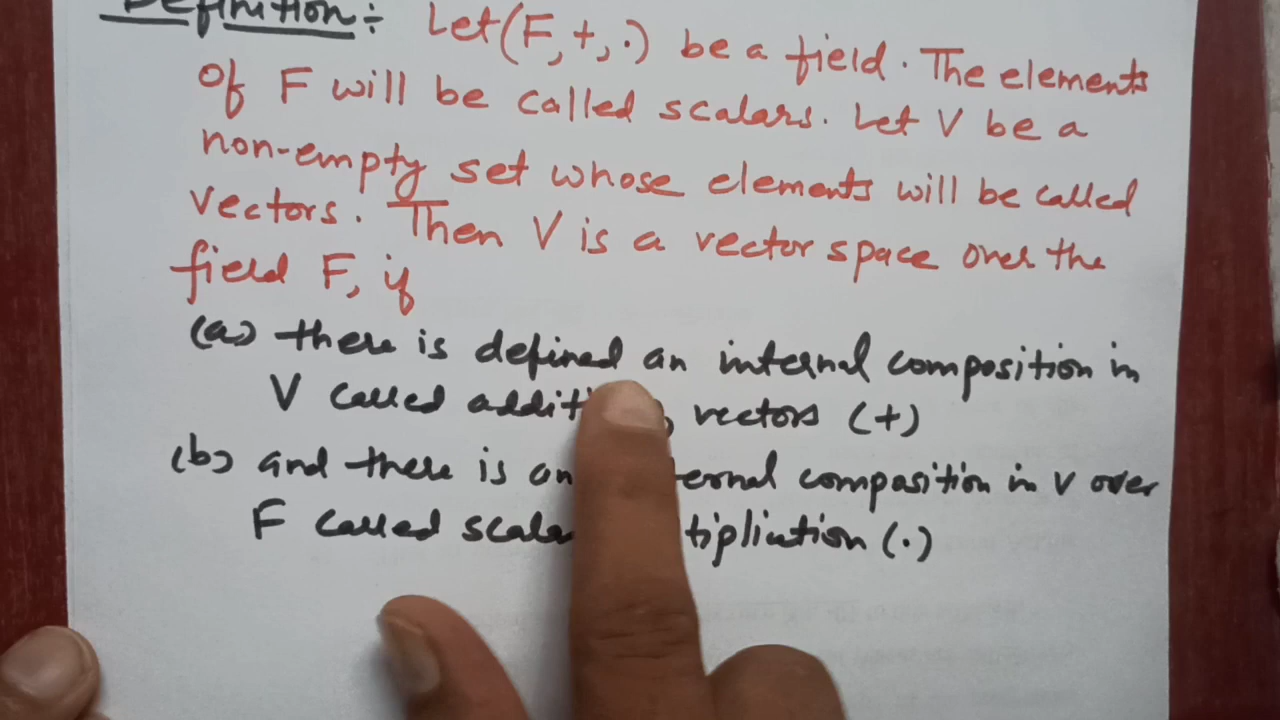 Definition:- Let (F, +, ·) be a field. The elements
of F will be called scalars. Let V be a
non-empty set whose elements will be called
vectors. Then V is a vector space over the
field F, if
(a) there is defined an internal composition in
V called vectors (+)
(b) and there is an composition in V over
F called (·)